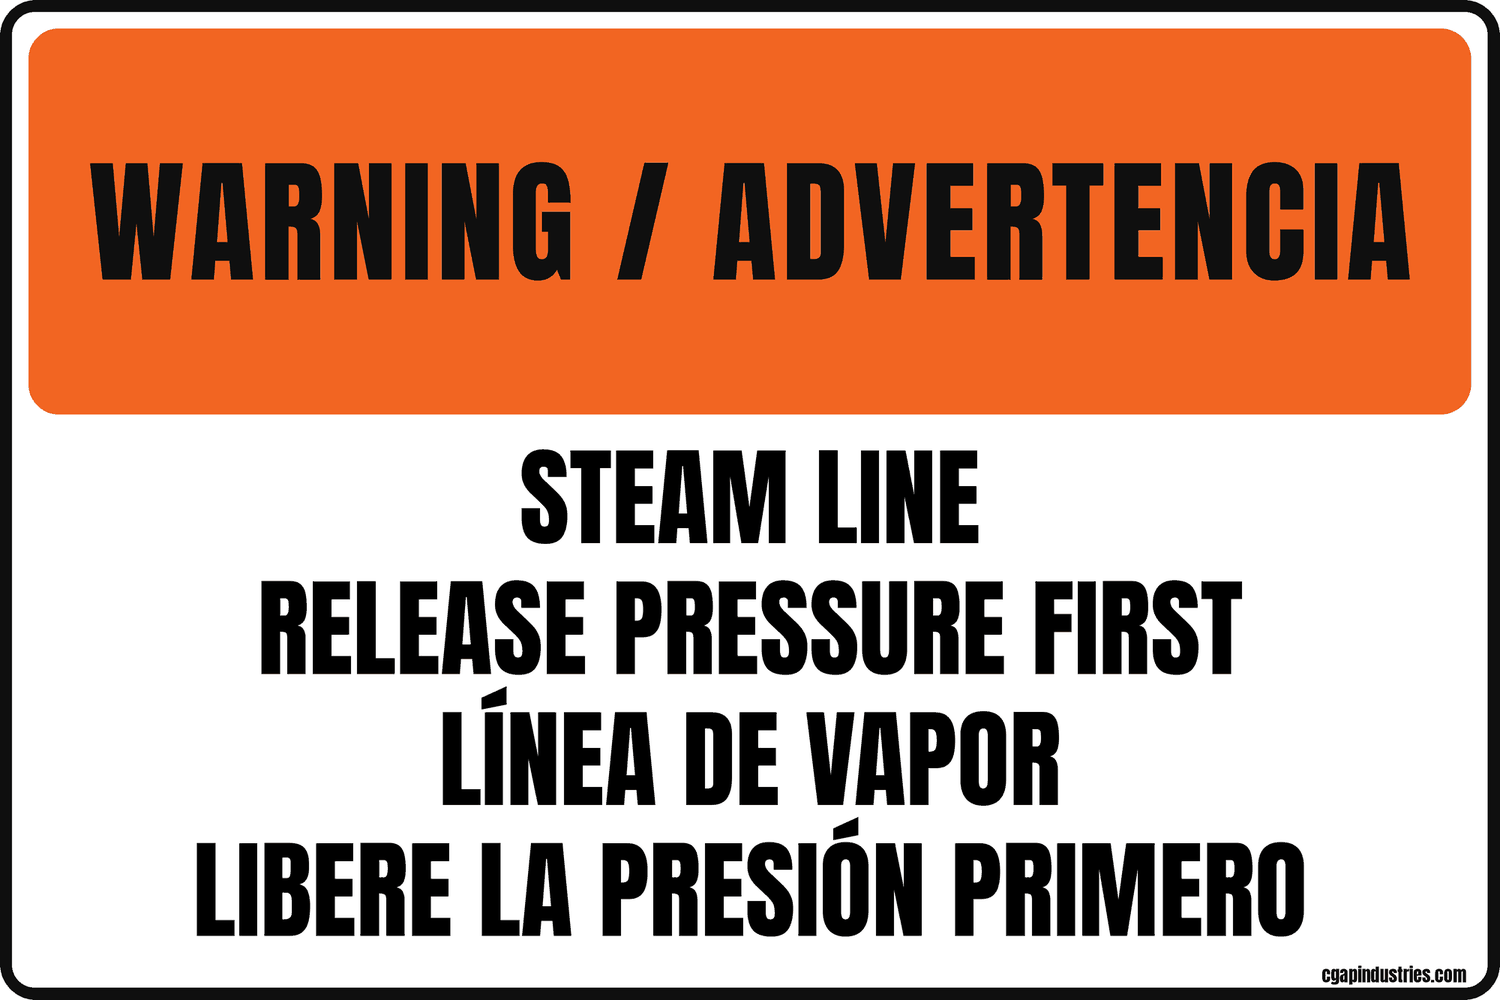 WARNING / ADVERTENCIA
STEAM LINE
RELEASE PRESSURE FIRST
LÍNEA DE VAPOR
LIBERE LA PRESIÓN PRIMERO
cgapindustries.com